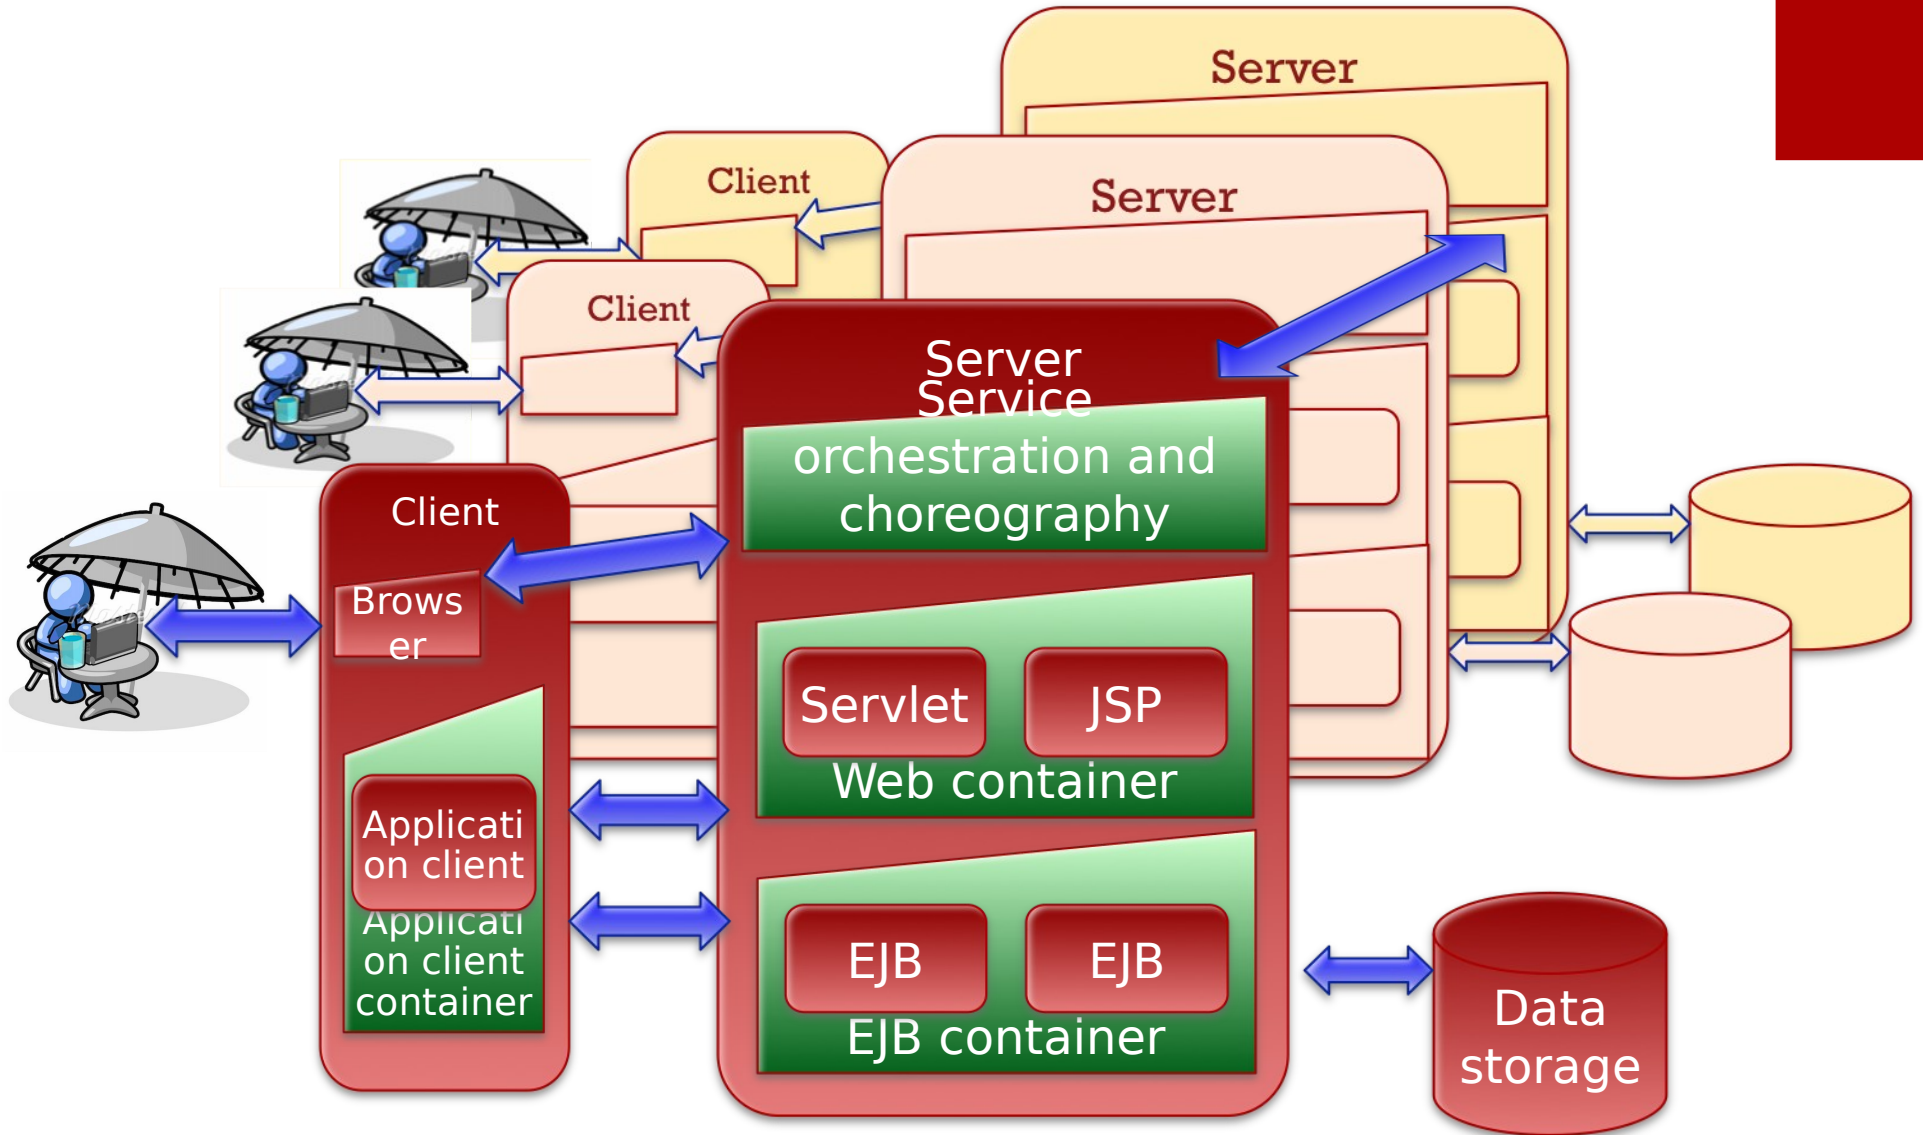 Server
Client
Server
Client
Server
Service
orchestration and
choreography
Client
Brows
er
Servlet
JSP
Web container
Applicati
on client
Applicati
on client
container
EJB
EJB
EJB container
Data
storage